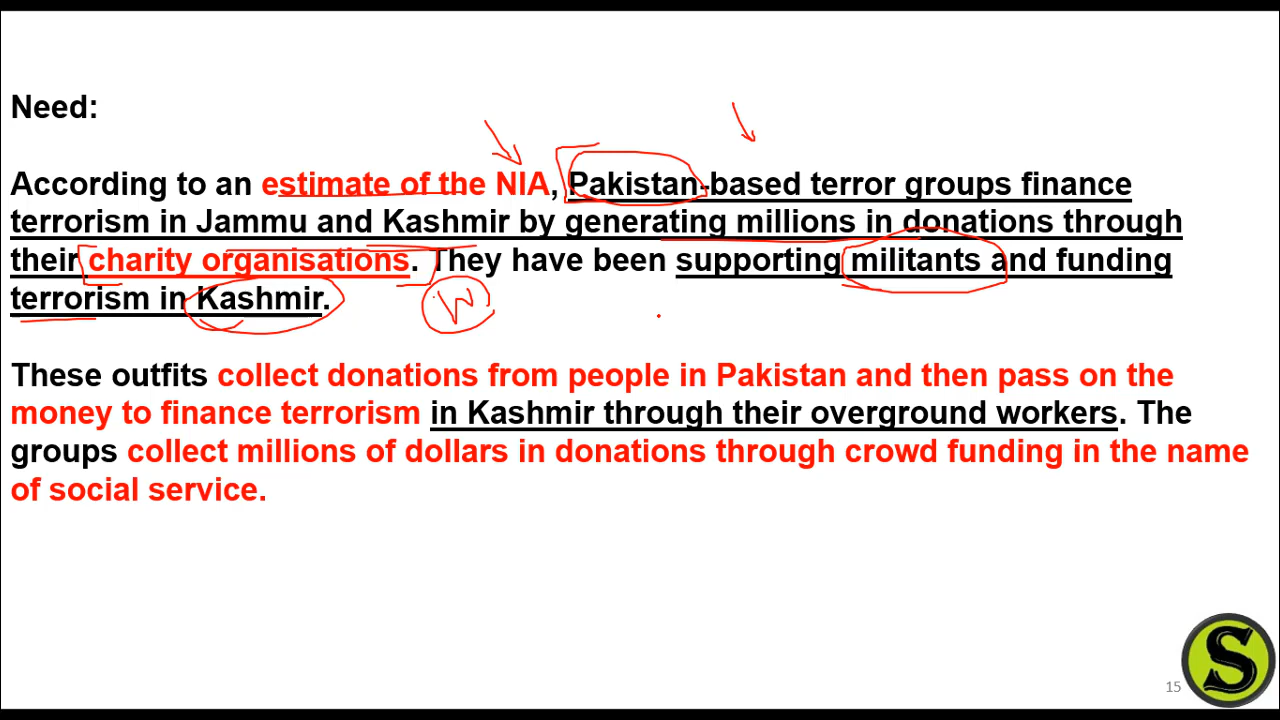 Need:
According to an estimate of the NIA, Pakistan-based terror groups finance
terrorism in Jammu and Kashmir by generating millions in donations through
their charity organisations. They have been supporting militants and funding
terrorism in Kashmir.
W
These outfits collect donations from people in Pakistan and then pass on the
money to finance terrorism in Kashmir through their overground workers. The
groups collect millions of dollars in donations through crowd funding in the name
of social service.
S
15